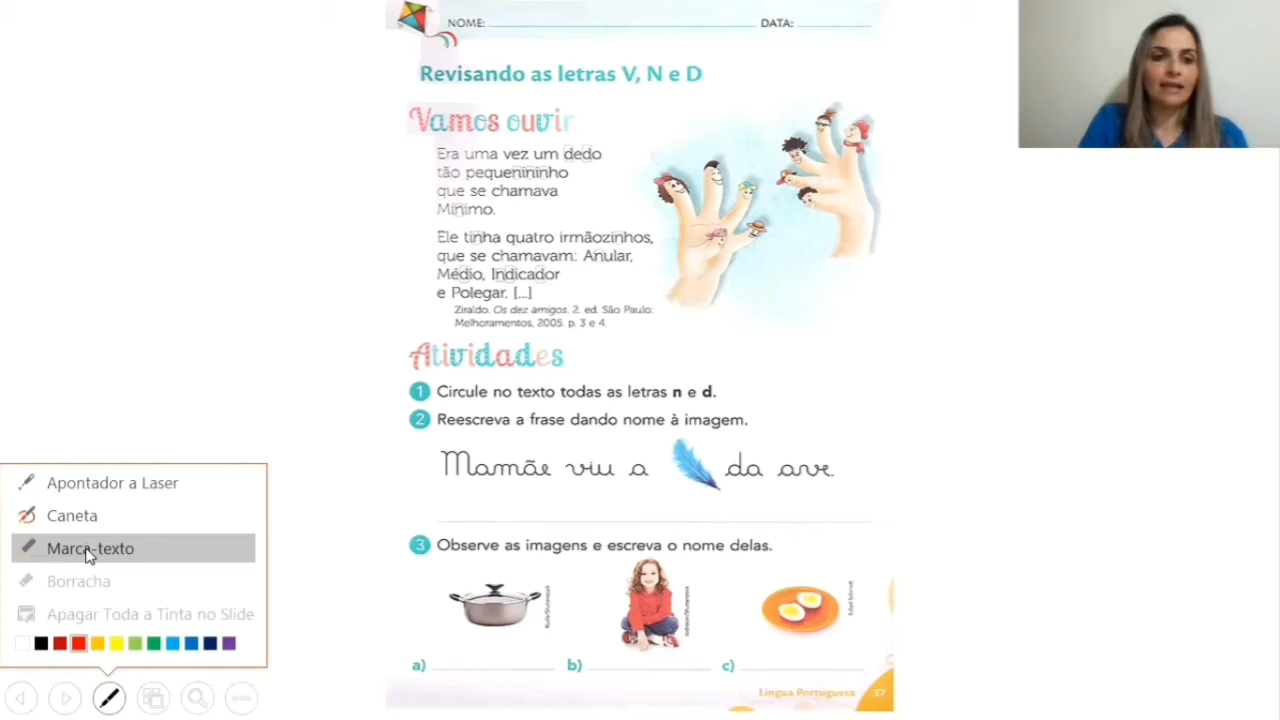 NOME:
DATA:
Revisando as letras V, N e D
Vamos ouvir
Era uma vez um dedo
tão pequenininho
que se chamava
Mínimo.
Ele tinha quatro irmãozinhos,
que se chamavam: Anular,
Médio, Indicador
e Polegar. [...]
Ziraldo. Os dez amigos. 2. ed. São Paulo:
Melhoramentos, 2005. p. 3 e 4.
Atividades
1 Circule no texto todas as letras n e d.
2 Reescreva a frase dando nome à imagem.
Mamãe viu a da ave.
3 Observe as imagens e escreva o nome delas.
a)
b)
c)
Língua Portuguesa 37
Apontador a Laser
Caneta
Marca-texto
Borracha
Apagar Toda a Tinta no Slide